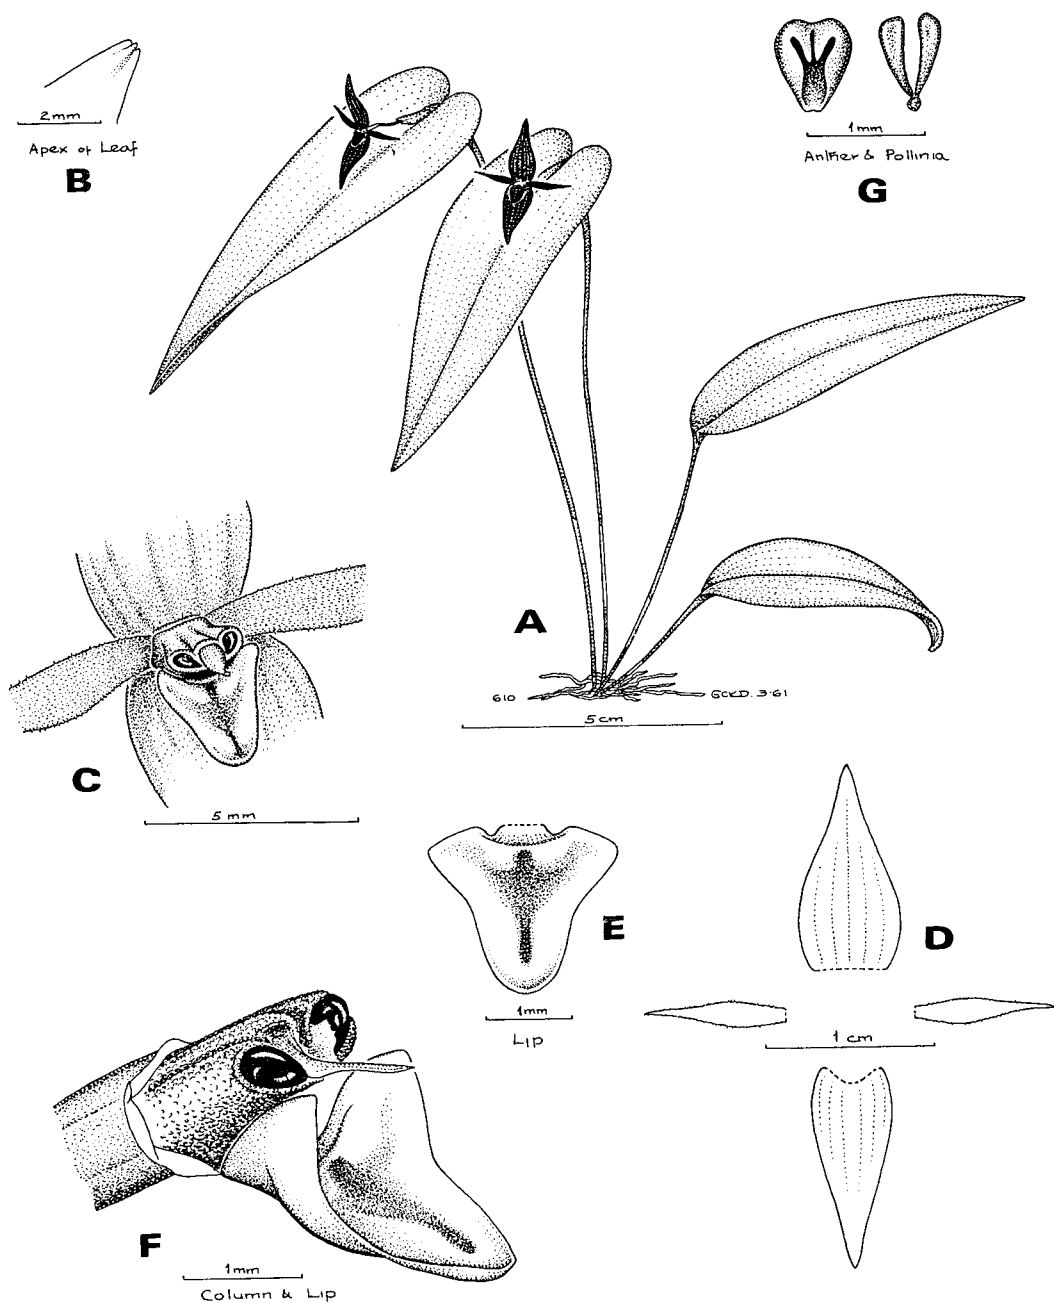 2mm
Apex of Leaf
B
1mm
Anther & Pollinia
G
A
610
GCKD. 3·61
5cm
C
5 mm
E
1mm
Lip
D
1 cm
F
1mm
Column & Lip